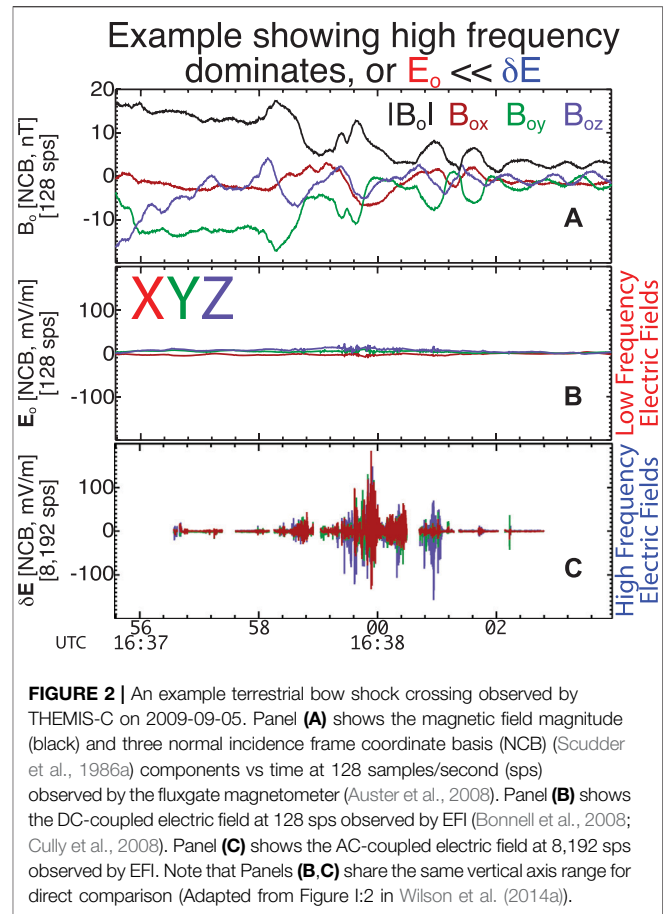 Example showing high frequency
dominates, or E₀ << δE
|B₀| B₀ₓ B₀y B₀z
B₀ [NCB, nT]
[128 sps]
20
10
0
-10
A
XYZ
E₀ [NCB, mV/m]
[128 sps]
100
0
-100
B
Low Frequency
Electric Fields
δE [NCB, mV/m]
[8,192 sps]
100
0
-100
C
High Frequency
Electric Fields
56 58 00 02
UTC 16:37 16:38
FIGURE 2 | An example terrestrial bow shock crossing observed by
THEMIS-C on 2009-09-05. Panel (A) shows the magnetic field magnitude
(black) and three normal incidence frame coordinate basis (NCB) (Scudder
et al., 1986a) components vs time at 128 samples/second (sps)
observed by the fluxgate magnetometer (Auster et al., 2008). Panel (B) shows
the DC-coupled electric field at 128 sps observed by EFI (Bonnell et al., 2008;
Cully et al., 2008). Panel (C) shows the AC-coupled electric field at 8,192 sps
observed by EFI. Note that Panels (B,C) share the same vertical axis range for
direct comparison (Adapted from Figure I:2 in Wilson et al. (2014a)).